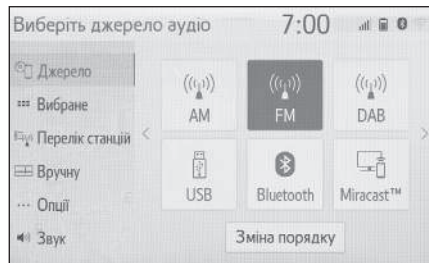 Виберіть джерело аудіо 7:00
Джерело
Вибране
Перелік станцій
Вручну
Опції
Звук
AM FM DAB
USB Bluetooth Miracast™
Зміна порядку